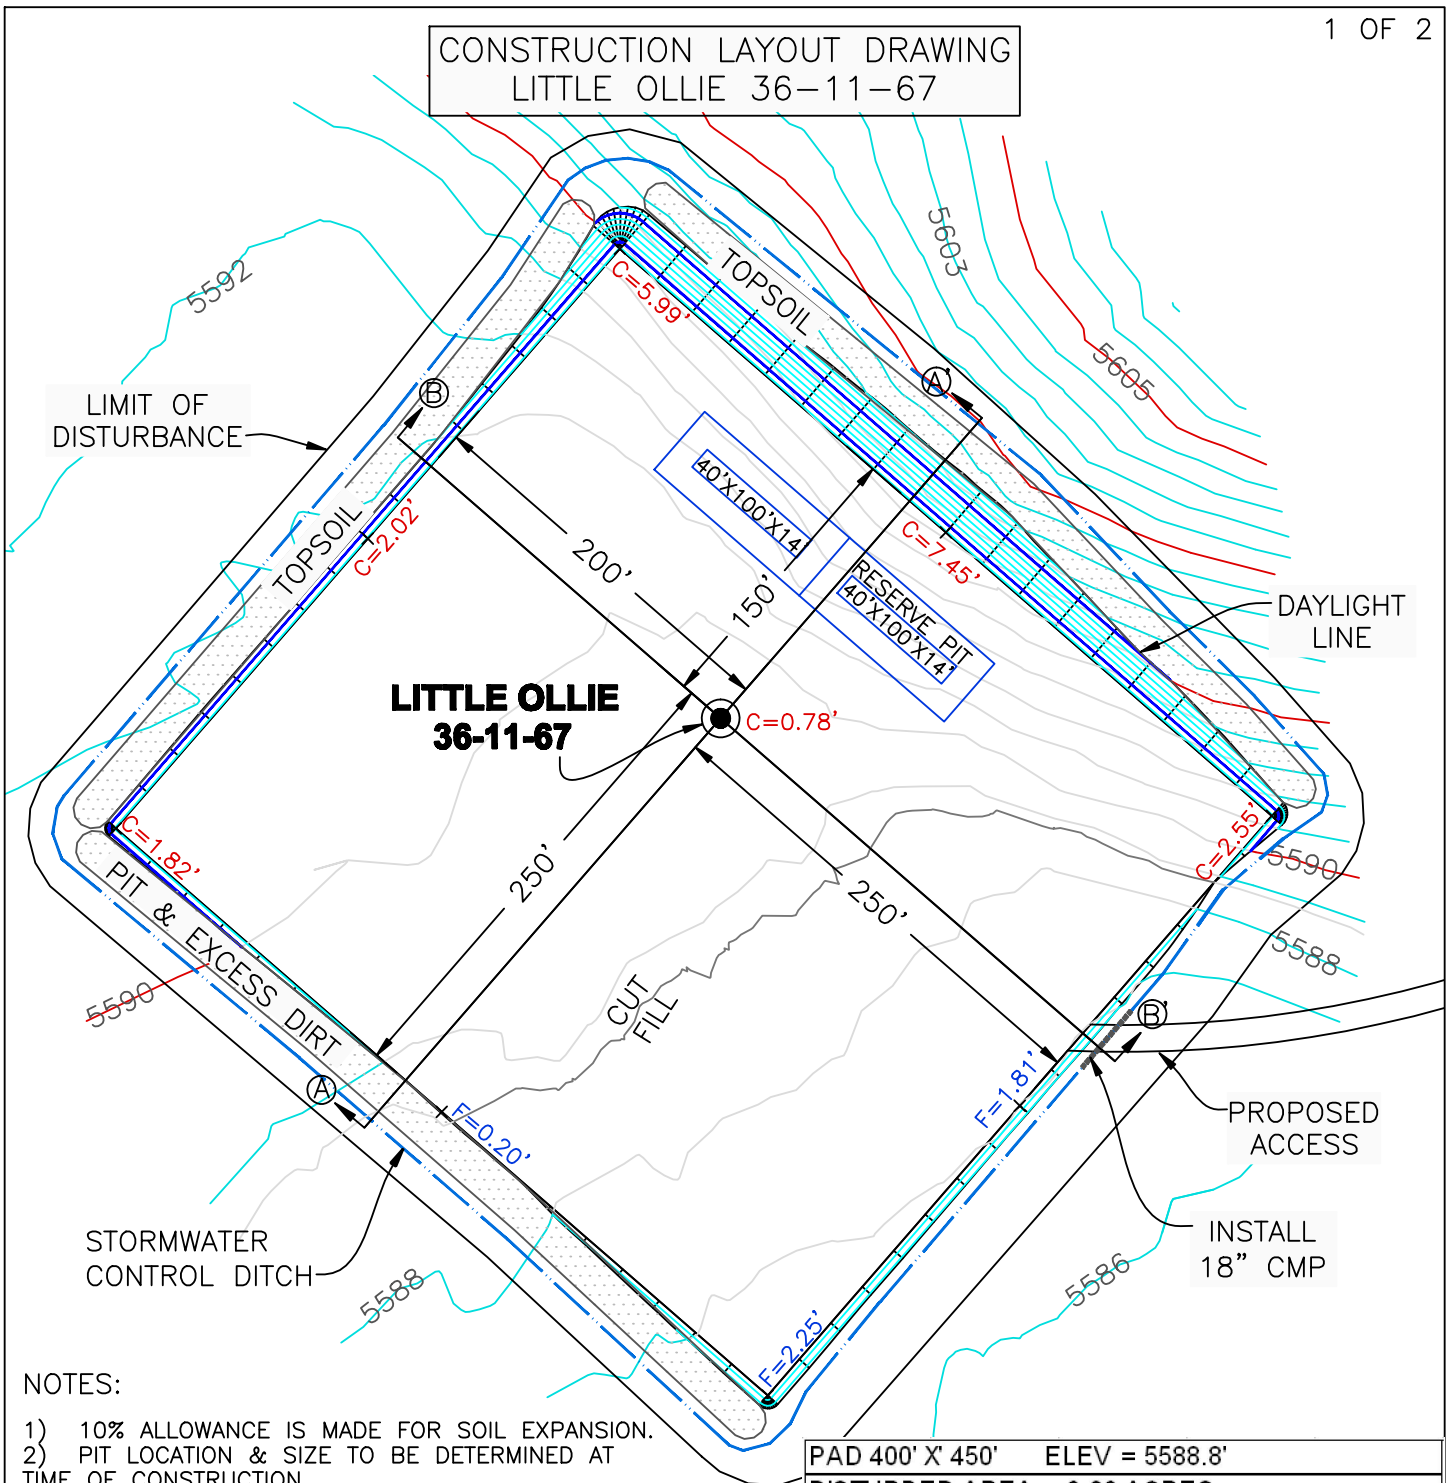 1 OF 2
CONSTRUCTION LAYOUT DRAWING
LITTLE OLLIE 36-11-67
5592
5603
5605
C=5.99'
TOPSOIL
A'
B
LIMIT OF
DISTURBANCE
40'X100'X14'
C=2.02'
TOPSOIL
200'
150'
C=7.45'
RESERVE PIT
40'X100'X14'
DAYLIGHT
LINE
LITTLE OLLIE
36-11-67
C=0.78'
C=1.82'
C=2.55'
5590
250'
250'
PIT & EXCESS DIRT
5588
5590
CUT
FILL
B'
A
F=0.20'
F=1.81'
PROPOSED
ACCESS
STORMWATER
CONTROL DITCH
INSTALL
18" CMP
5588
5586
F=2.25'
NOTES:
1) 10% ALLOWANCE IS MADE FOR SOIL EXPANSION.
2) PIT LOCATION & SIZE TO BE DETERMINED AT
TIME OF CONSTRUCTION
PAD 400' X' 450' ELEV = 5588.8'
DISTURBED AREA
ACRES